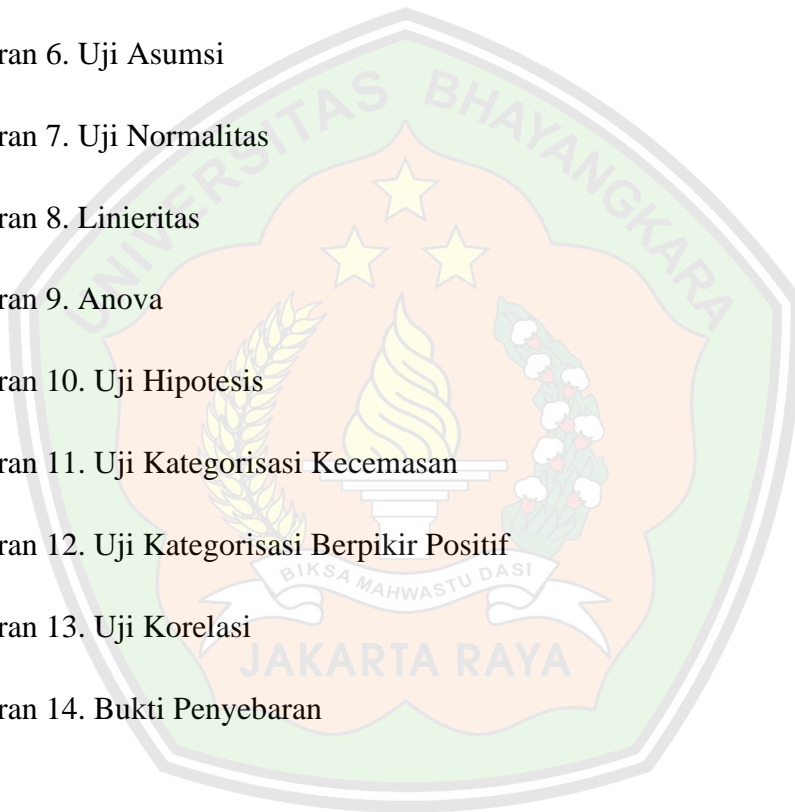 ran 6. Uji Asumsi
ran 7. Uji Normalitas
ran 8. Linieritas
ran 9. Anova
ran 10. Uji Hipotesis
ran 11. Uji Kategorisasi Kecemasan
ran 12. Uji Kategorisasi Berpikir Positif
ran 13. Uji Korelasi
ran 14. Bukti Penyebaran
UNIVERSITAS BHAYANGKARA
BIKSA MAHWASTU DASI
JAKARTA RAYA